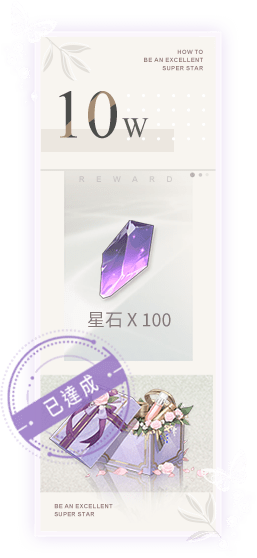 HOW TO
BE AN EXCELLENT
SUPER STAR
10W
REWARD
星石 X 100
已達成
BE AN EXCELLENT
SUPER STAR